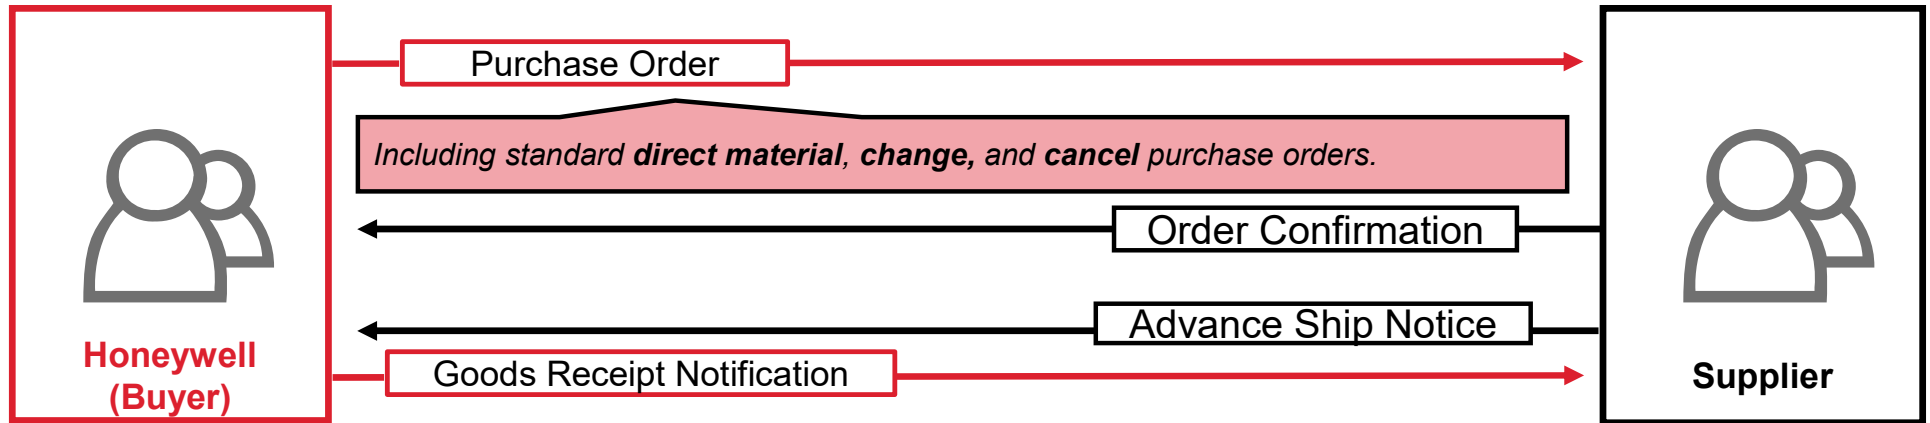 Purchase Order
Including standard direct material, change, and cancel purchase orders.
Order Confirmation
Advance Ship Notice
Goods Receipt Notification
Honeywell
(Buyer)
Supplier